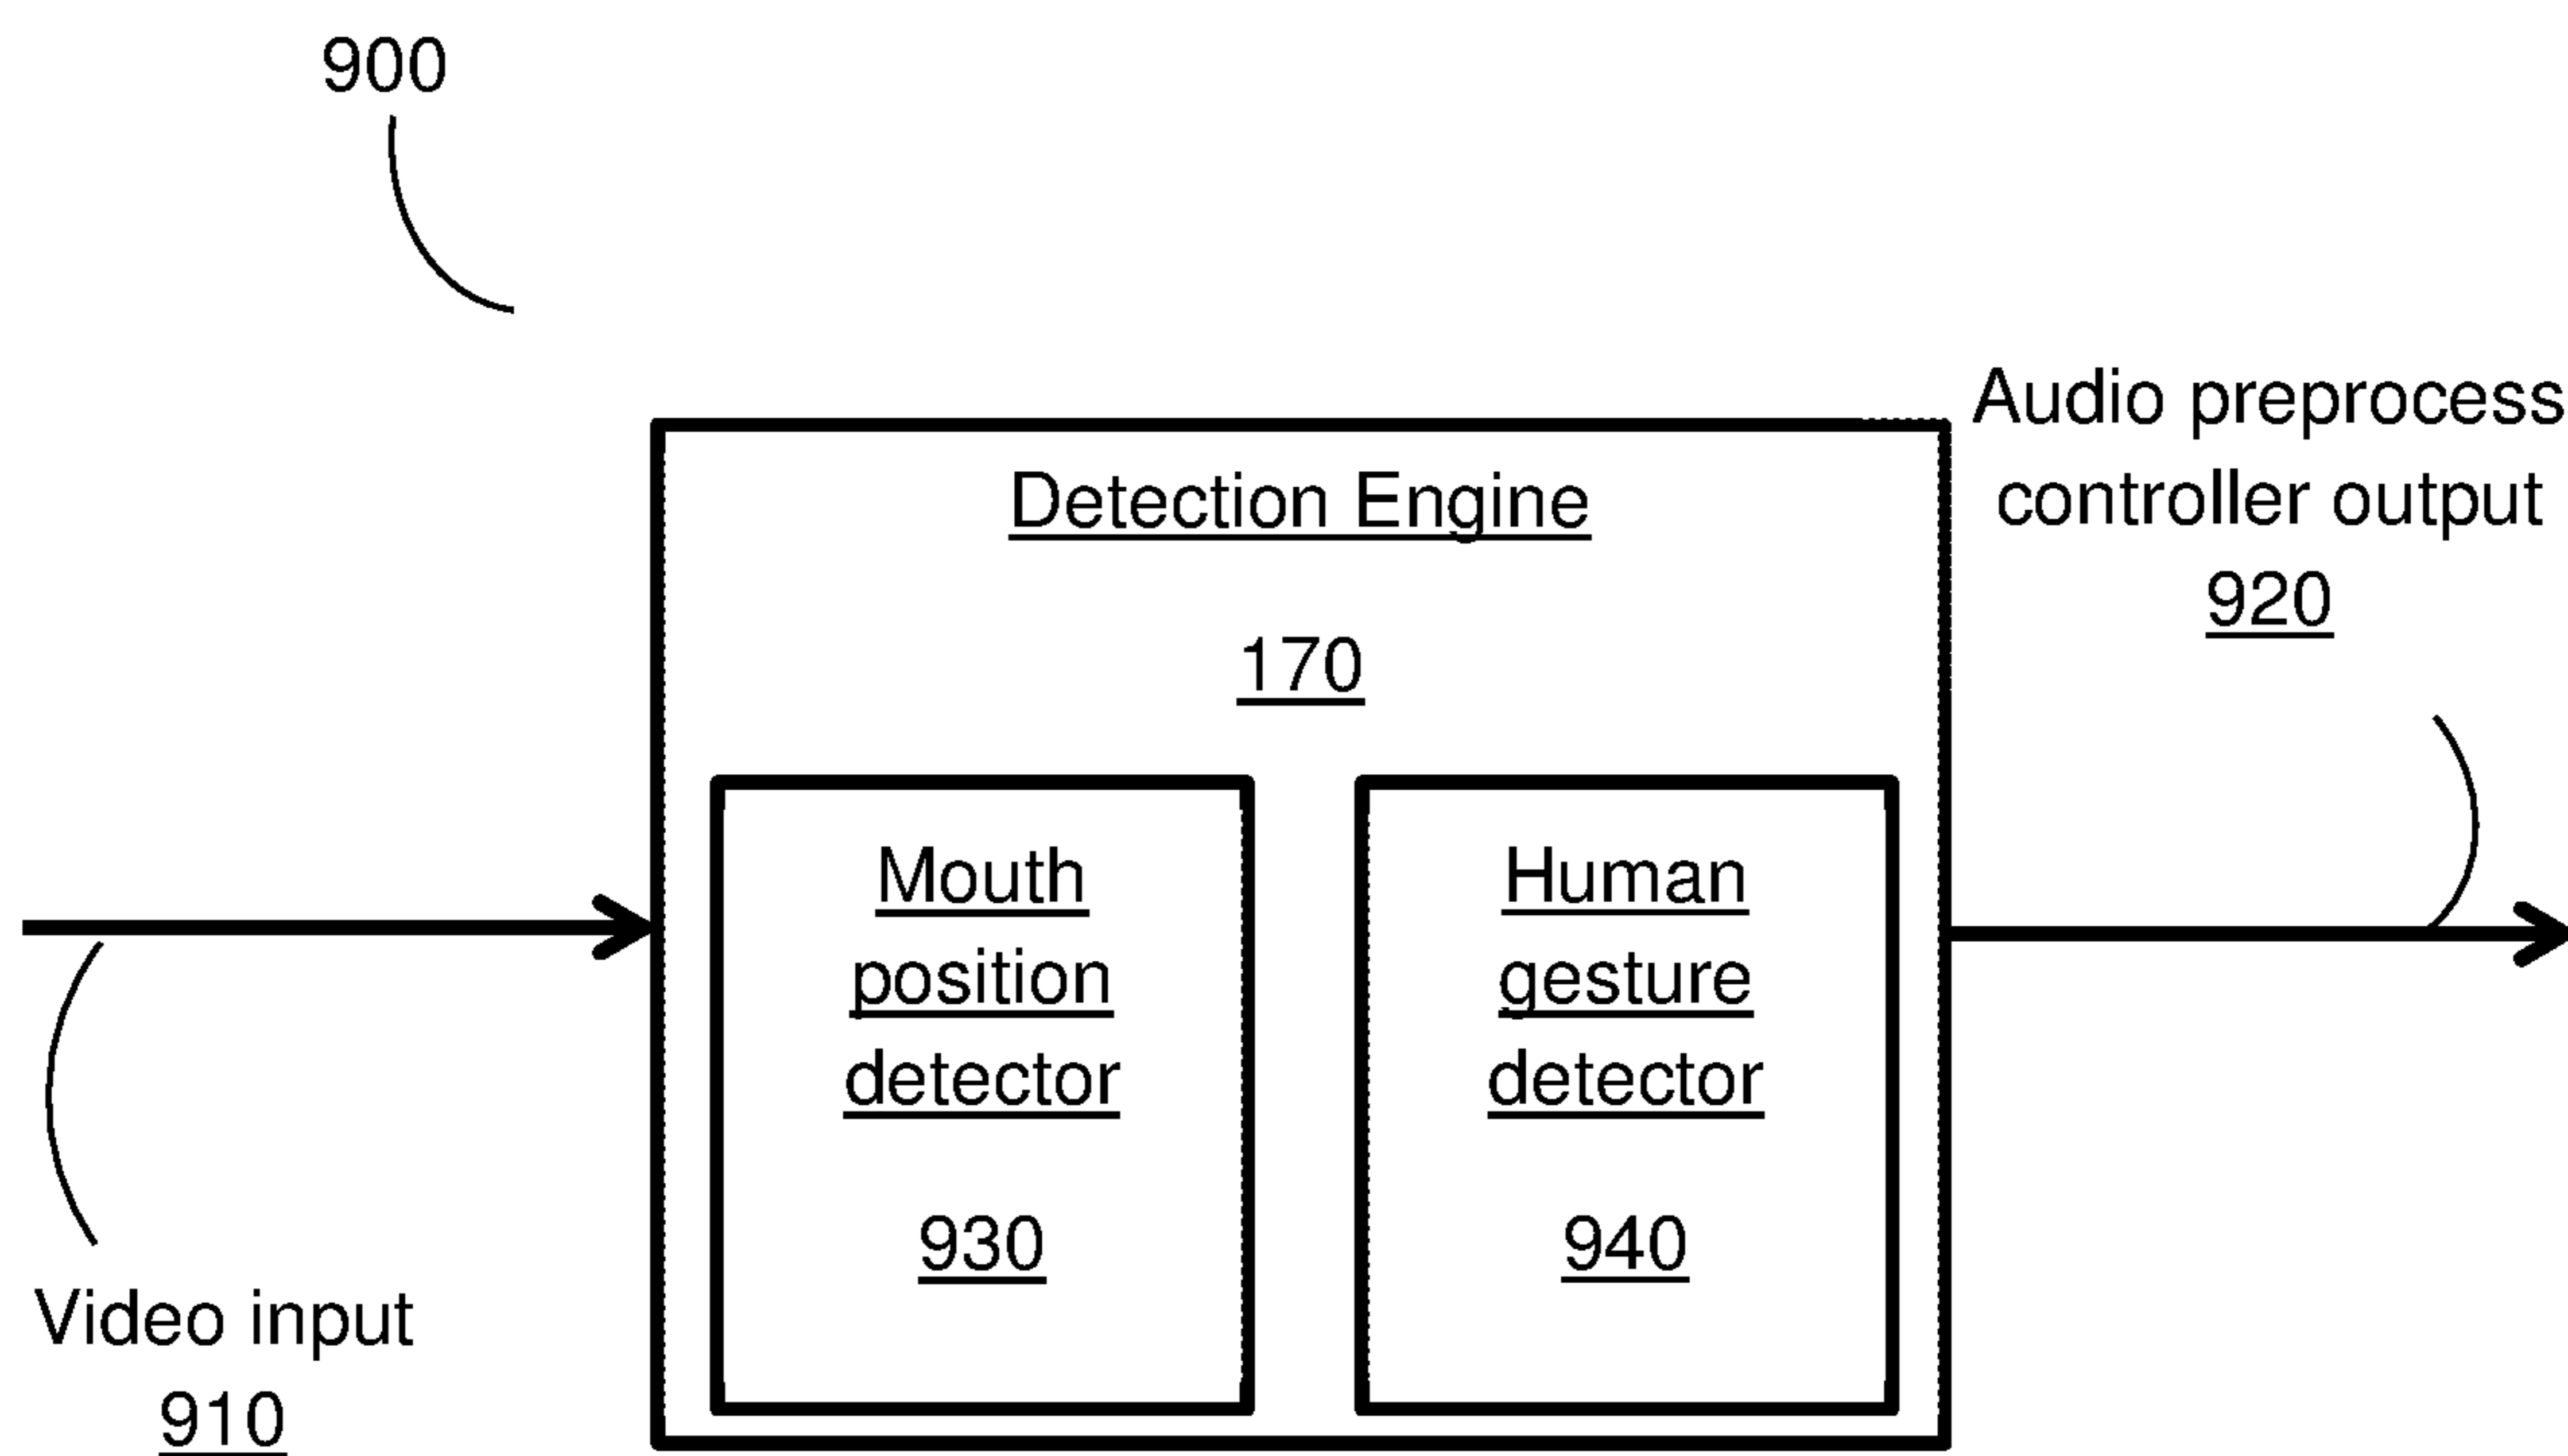 900
Audio preprocess
controller output
920
Detection Engine
170
Mouth
position
detector
930
Human
gesture
detector
940
Video input
910